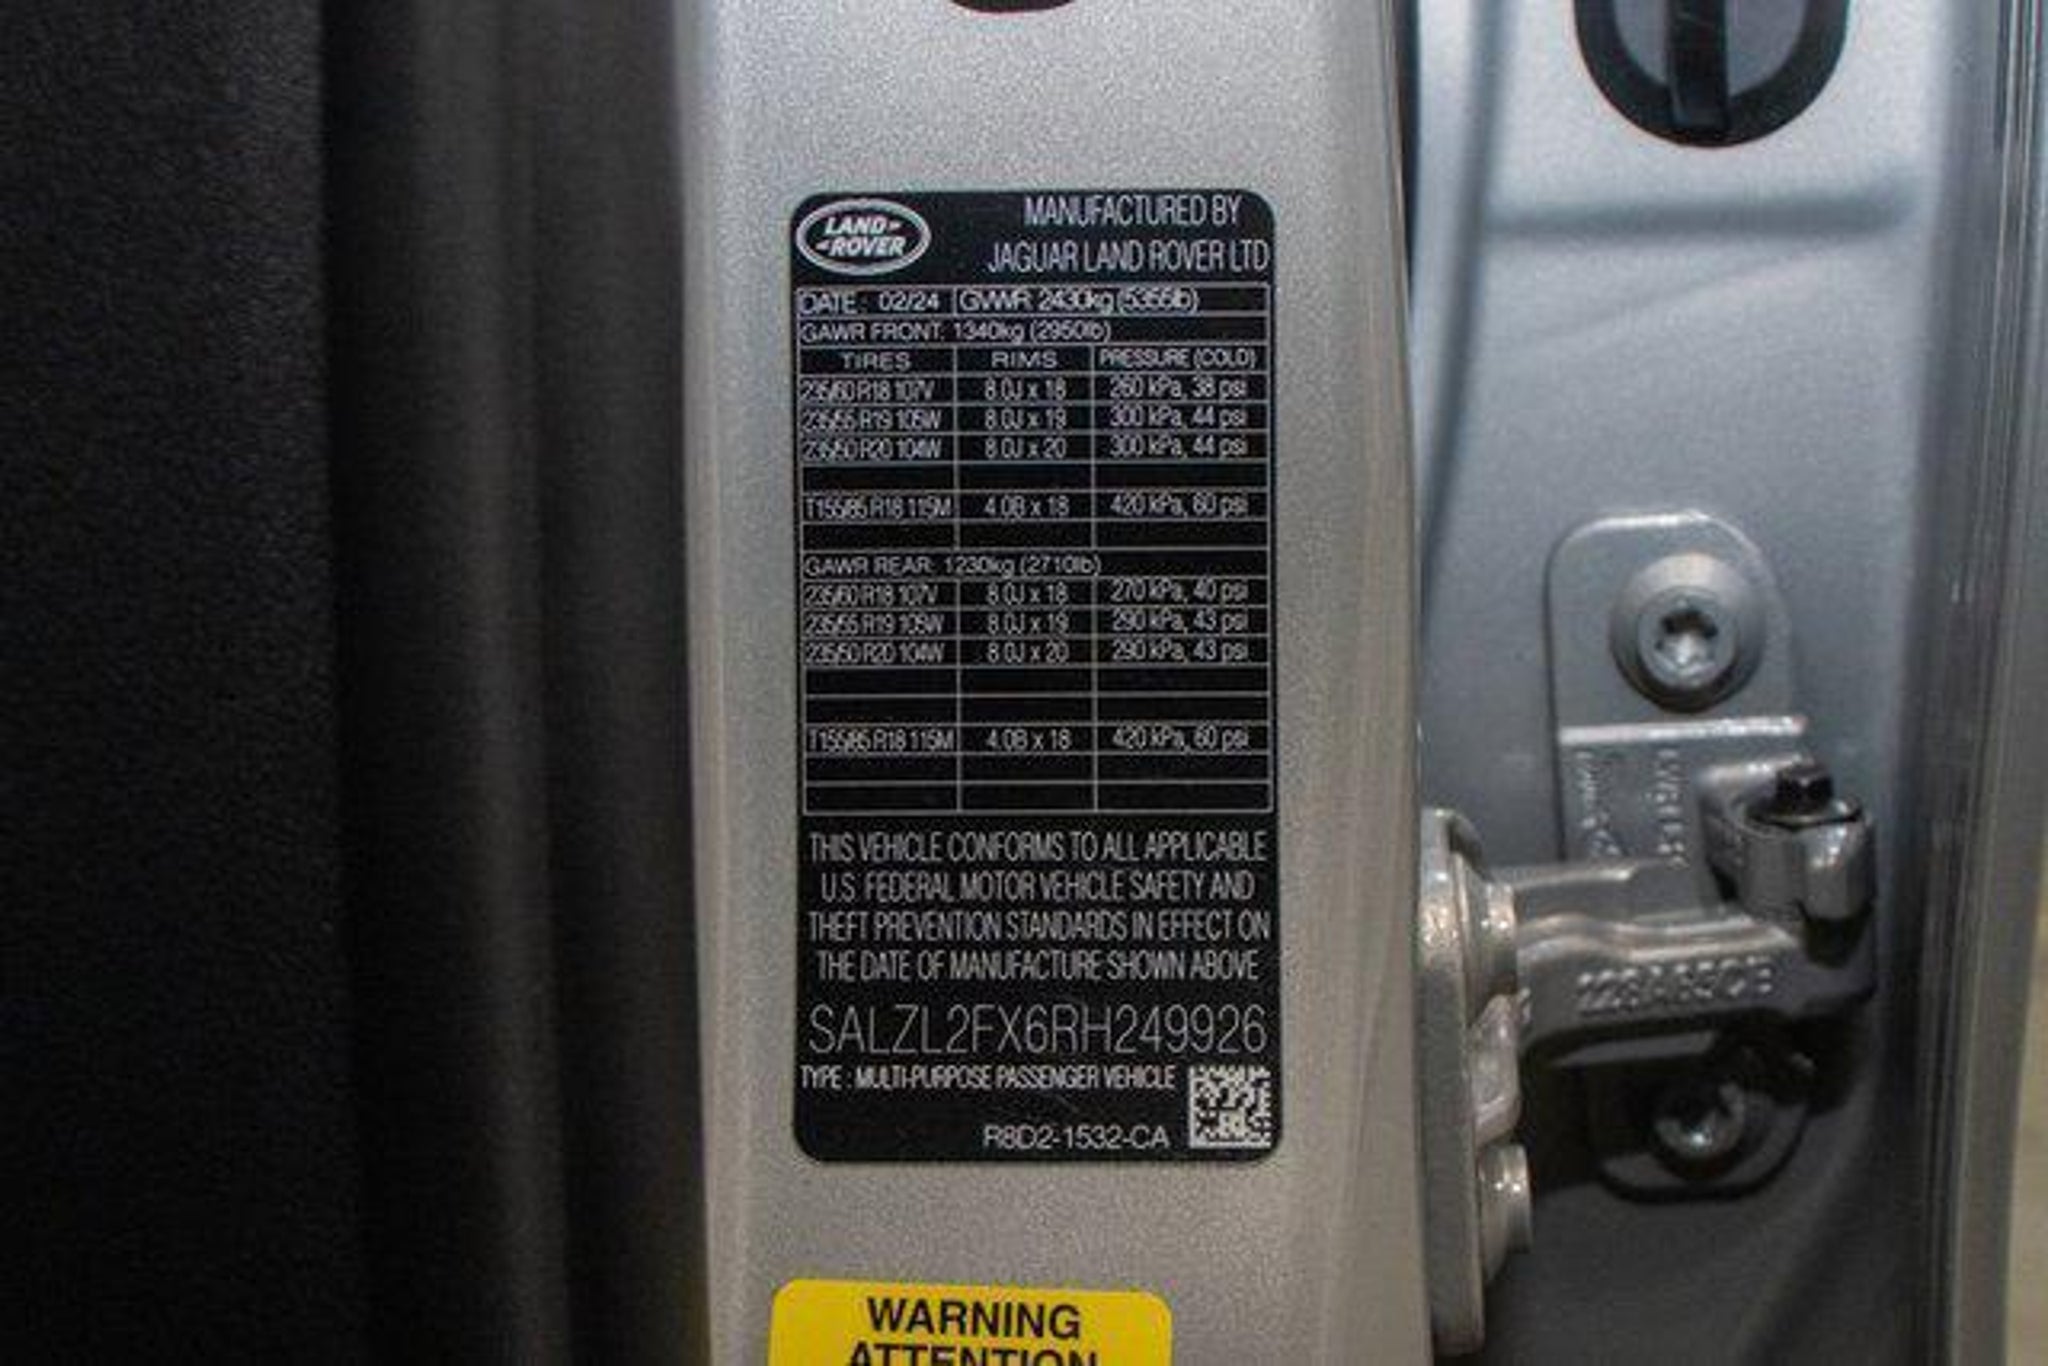 LAND
ROVER
MANUFACTURED BY
JAGUAR LAND ROVER LTD
DATE: 02/24 GVWR 2430kg (5355lb)
GAWR FRONT: 1340kg (2950lb)
TIRES RIMS PRESSURE (COLD)
235/60 R18 107V 8.0J x 18 260 kPa, 38 psi
235/55 R19 105W 8.0J x 19 300 kPa, 44 psi
235/50 R20 104W 8.0J x 20 300 kPa, 44 psi
T155/85 R18 115M 4.0B x 18 420 kPa, 60 psi
GAWR REAR: 1230kg (2710lb)
235/60 R18 107V 8.0J x 18 270 kPa, 40 psi
235/55 R19 105W 8.0J x 19 290 kPa, 43 psi
235/50 R20 104W 8.0J x 20 290 kPa, 43 psi
T155/85 R18 115M 4.0B x 18 420 kPa, 60 psi
THIS VEHICLE CONFORMS TO ALL APPLICABLE
U.S. FEDERAL MOTOR VEHICLE SAFETY AND
THEFT PREVENTION STANDARDS IN EFFECT ON
THE DATE OF MANUFACTURE SHOWN ABOVE
SALZL2FX6RH249926
TYPE : MULTI-PURPOSE PASSENGER VEHICLE
R8D2-1532-CA
WARNING
ATTENTION